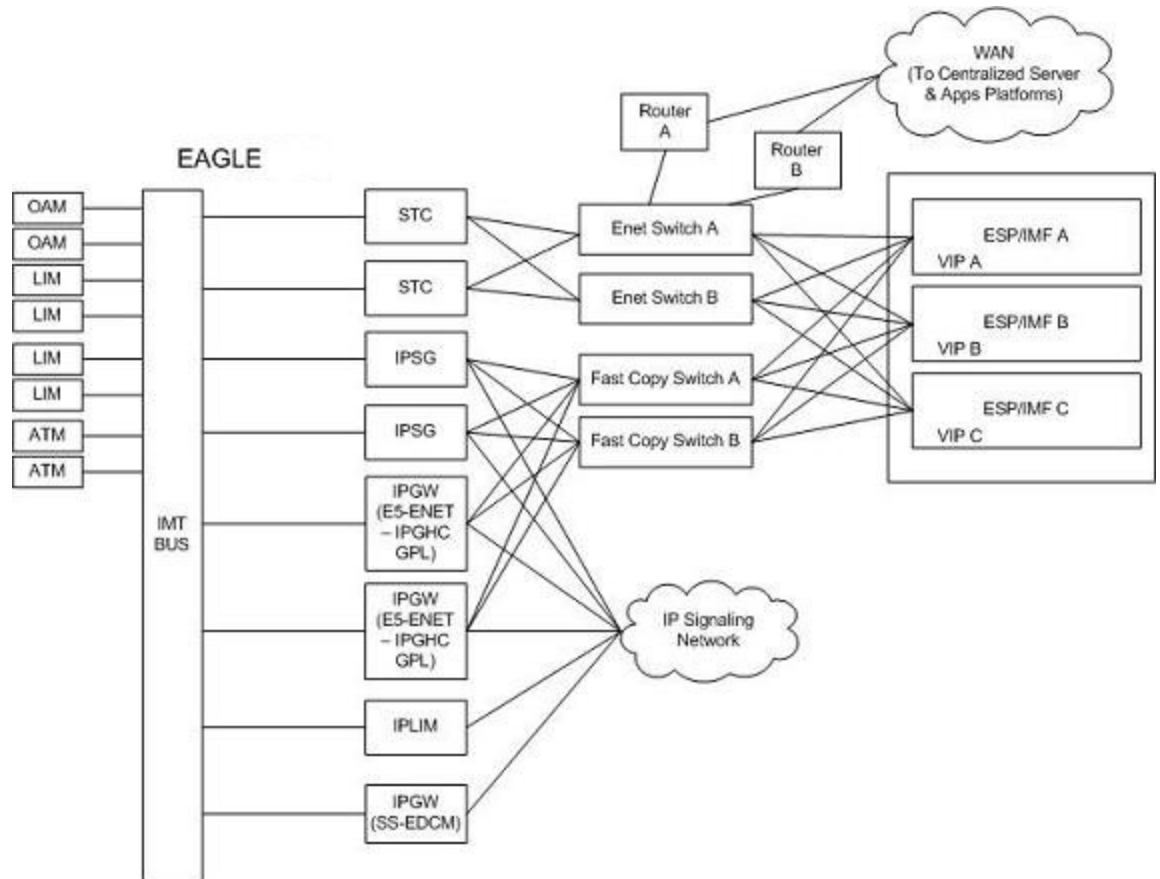 WAN
(To Centralized Server
& Apps Platforms)
Router
A
Router
B
EAGLE
OAM
OAM
LIM
LIM
LIM
LIM
ATM
ATM
IMT
BUS
STC
STC
IPSG
IPSG
IPGW
(E5-ENET
– IPGHC
GPL)
IPGW
(E5-ENET
– IPGHC
GPL)
IPLIM
IPGW
(SS-EDCM)
Enet Switch A
Enet Switch B
Fast Copy Switch A
Fast Copy Switch B
ESP/IMF A
VIP A
ESP/IMF B
VIP B
ESP/IMF C
VIP C
IP Signaling
Network